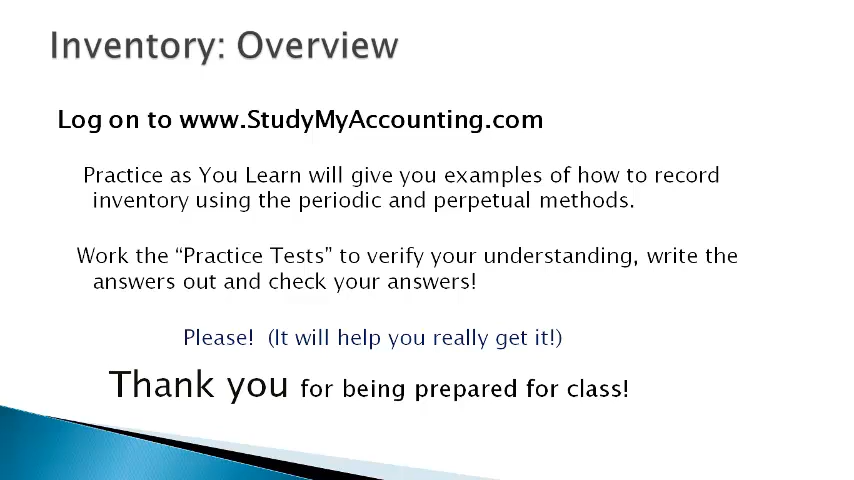 Inventory: Overview
Log on to www.StudyMyAccounting.com
Practice as You Learn will give you examples of how to record
inventory using the periodic and perpetual methods.
Work the “Practice Tests” to verify your understanding, write the
answers out and check your answers!
Please!  (It will help you really get it!)
Thank you for being prepared for class!